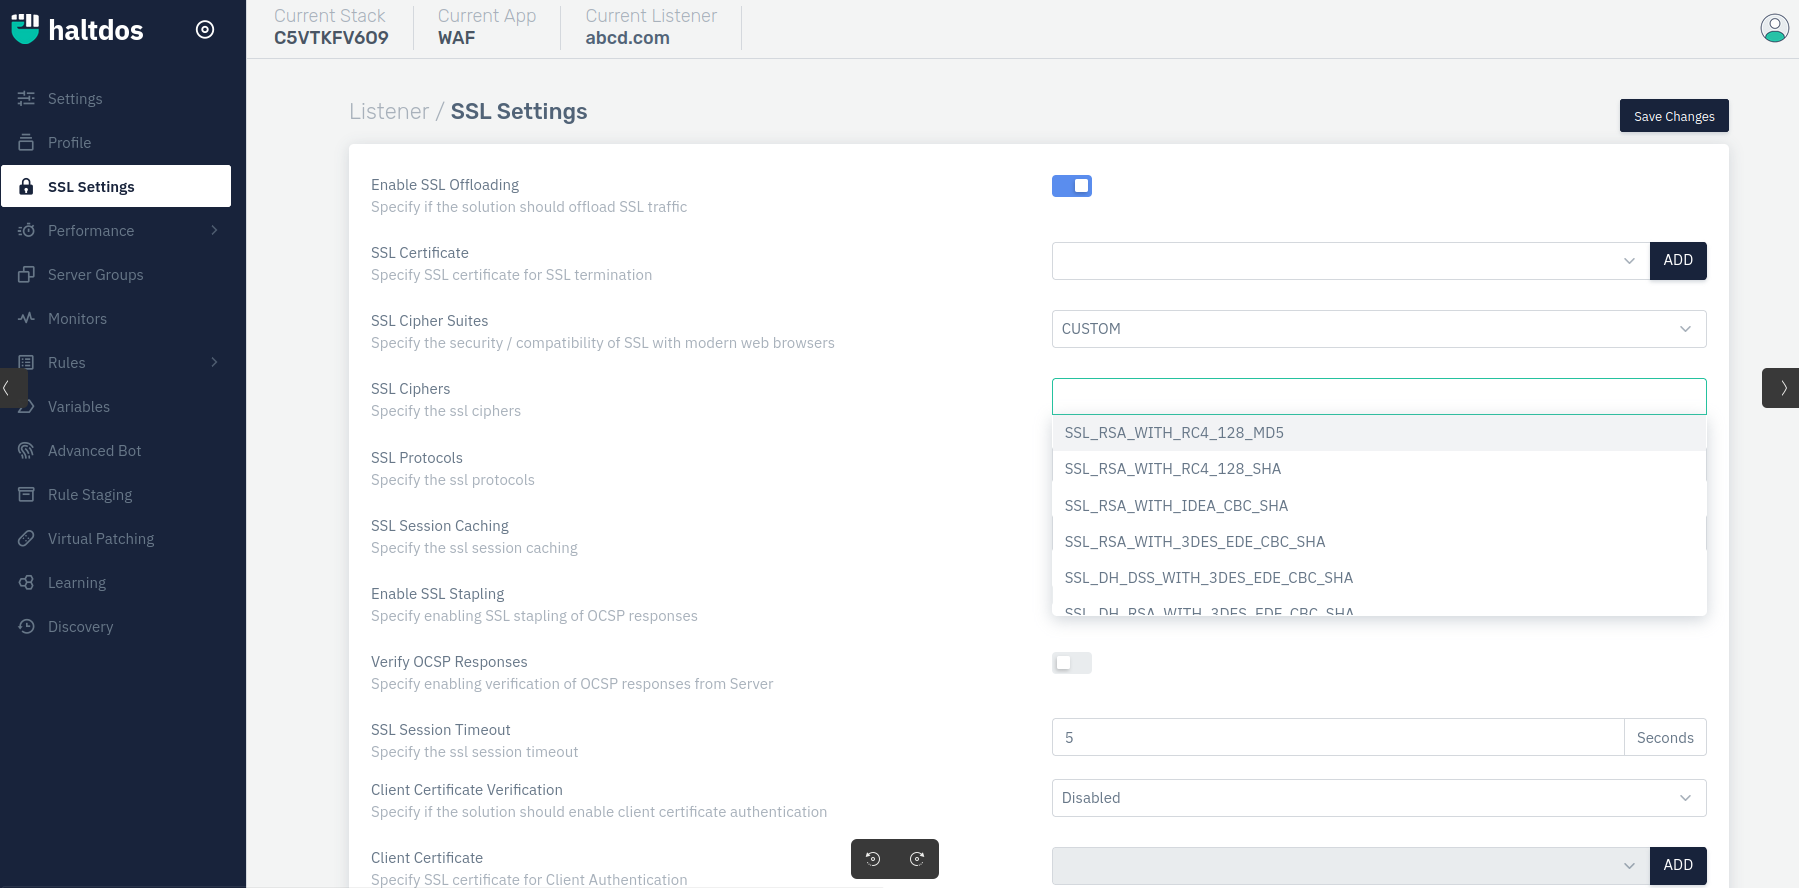 haltdos
Current Stack
C5VTKFV6O9
Current App
WAF
Current Listener
abcd.com
Settings
Profile
SSL Settings
Performance
Server Groups
Monitors
Rules
Variables
Advanced Bot
Rule Staging
Virtual Patching
Learning
Discovery
Listener / SSL Settings
Save Changes
Enable SSL Offloading
Specify if the solution should offload SSL traffic
SSL Certificate
Specify SSL certificate for SSL termination
ADD
SSL Cipher Suites
Specify the security / compatibility of SSL with modern web browsers
CUSTOM
SSL Ciphers
Specify the ssl ciphers
SSL_RSA_WITH_RC4_128_MD5
SSL_RSA_WITH_RC4_128_SHA
SSL_RSA_WITH_IDEA_CBC_SHA
SSL_RSA_WITH_3DES_EDE_CBC_SHA
SSL_DH_DSS_WITH_3DES_EDE_CBC_SHA
SSL_DH_RSA_WITH_3DES_EDE_CBC_SHA
SSL Protocols
Specify the ssl protocols
SSL Session Caching
Specify the ssl session caching
Enable SSL Stapling
Specify enabling SSL stapling of OCSP responses
Verify OCSP Responses
Specify enabling verification of OCSP responses from Server
SSL Session Timeout
Specify the ssl session timeout
5
Seconds
Client Certificate Verification
Specify if the solution should enable client certificate authentication
Disabled
Client Certificate
Specify SSL certificate for Client Authentication
ADD